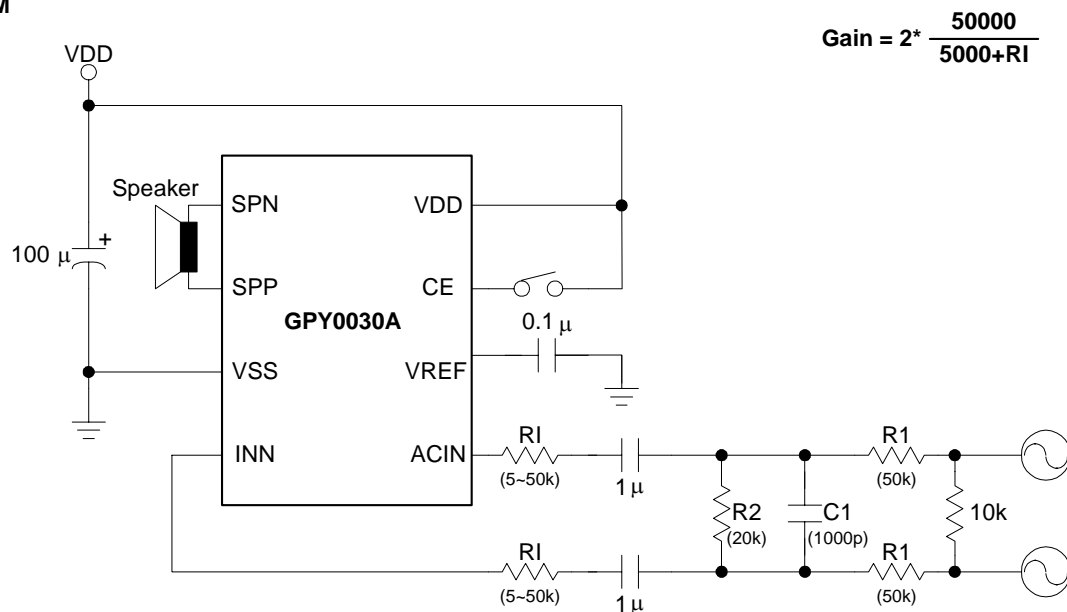 M
Gain = 2* 50000
5000+RI
VDD
Speaker
SPN
VDD
100 μ
+
SPP
CE
GPY0030A
0.1 μ
VSS
VREF
INN
ACIN
RI
(5~50k)
1 μ
R2
(20k)
C1
(1000p)
R1
(50k)
10k
RI
(5~50k)
1 μ
R1
(50k)